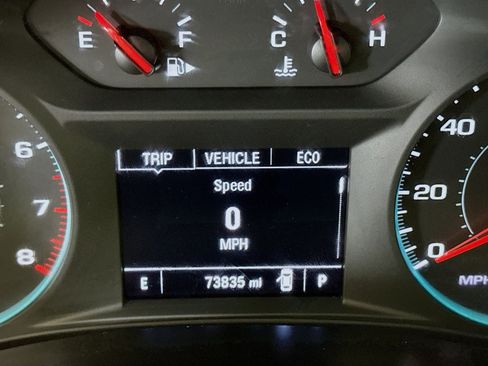 E F C H
TRIP VEHICLE ECO
Speed
0
MPH
E 73835 mi P
6
7
8
40
20
0
MPH